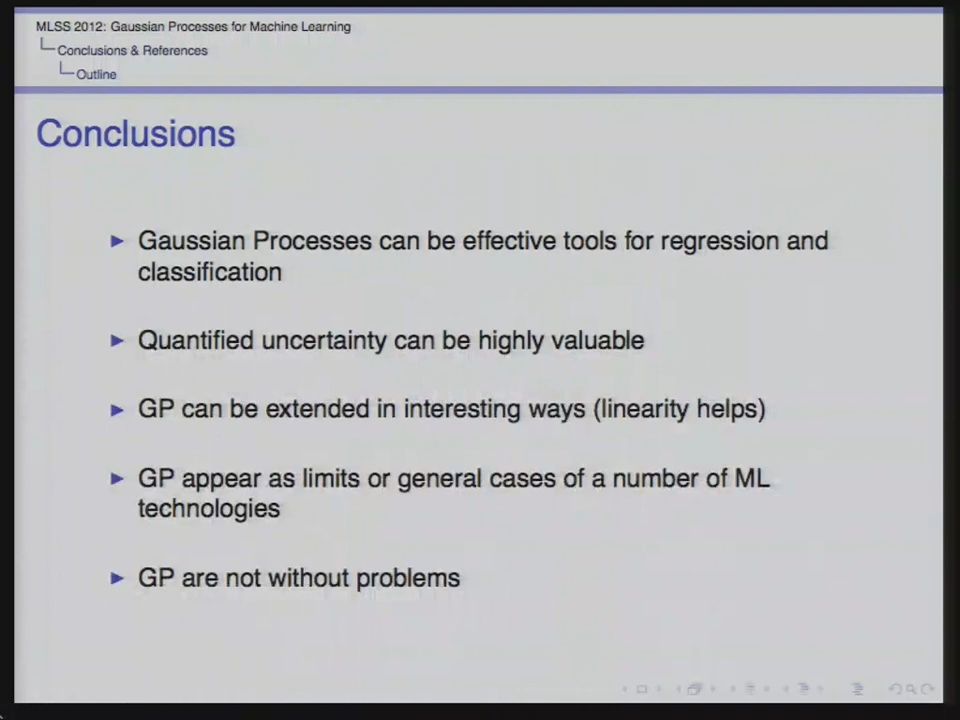 MLSS 2012: Gaussian Processes for Machine Learning
Conclusions & References
Outline
Conclusions
Gaussian Processes can be effective tools for regression and
classification
Quantified uncertainty can be highly valuable
GP can be extended in interesting ways (linearity helps)
GP appear as limits or general cases of a number of ML
technologies
GP are not without problems